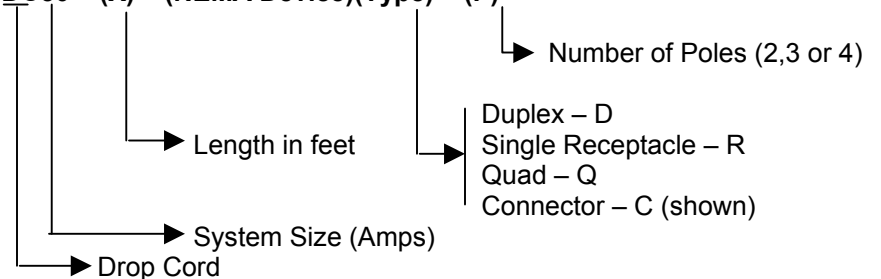 (NEMA Device)(Type)
Number of Poles (2,3 or 4)
Duplex – D
Length in feet
Single Receptacle – R
Quad – Q
Connector – C (shown)
System Size (Amps)
Drop Cord